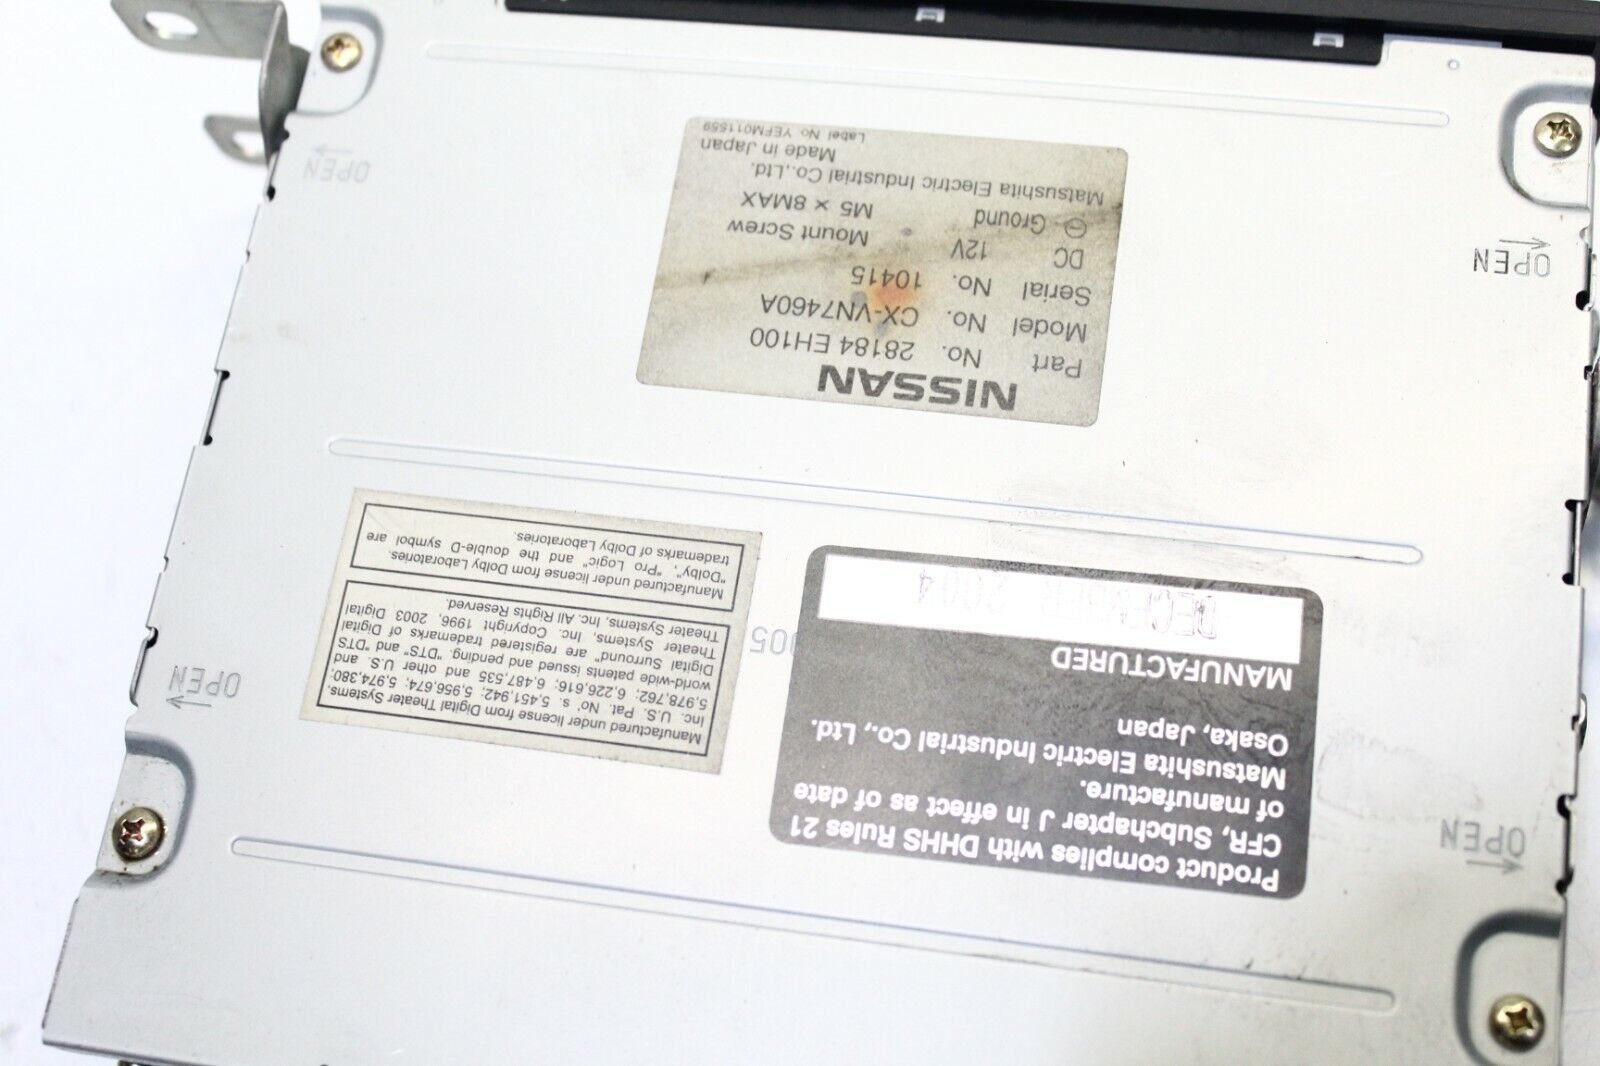 Product complies with DHHS Rules 21
CFR, Subchapter J in effect as of date
of manufacture.
Matsushita Electric Industrial Co., Ltd.
Osaka, Japan
MANUFACTURED
DECEMBER 2004
Manufactured under license from Digital Theater Systems,
Inc. U.S. Pat. No's. 5,451,942; 5,956,674; 5,974,380;
5,978,762; 6,226,616; 6,487,535 and other U.S. and
world-wide patents issued and pending. "DTS" and "DTS
Digital Surround" are registered trademarks of Digital
Theater Systems, Inc. Copyright 1996, 2003 Digital
Theater Systems, Inc. All Rights Reserved.
Manufactured under license from Dolby Laboratories.
"Dolby", "Pro Logic" and the double-D symbol are
trademarks of Dolby Laboratories.
NISSAN
Part No. 28184 EH100
Model No. CX-VN7460A
Serial No. 10415
DC 12V Mount Screw
⊖ Ground M5 × 8MAX
Matsushita Electric Industrial Co.,Ltd.
Made in Japan
Label No. YEFM011559
OPEN
OPEN
OPEN
OPEN